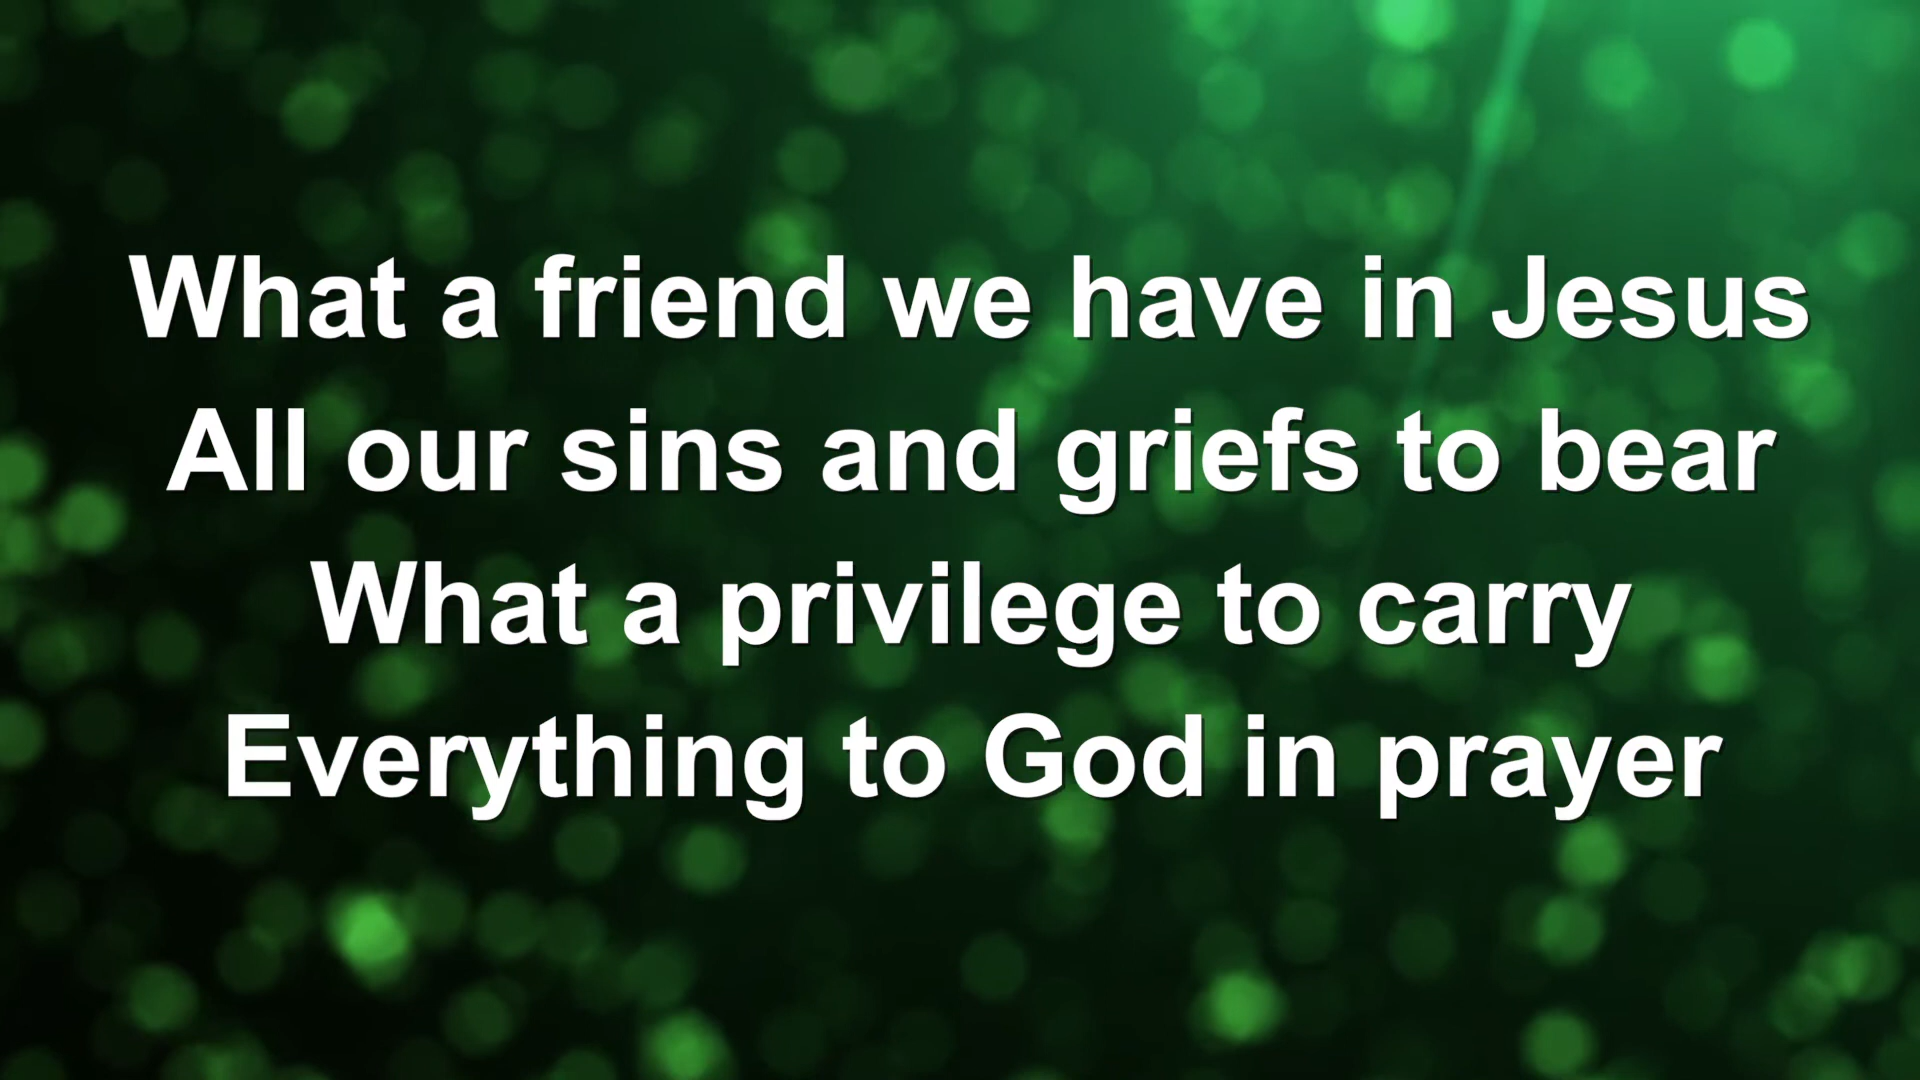 What a friend we have in Jesus
All our sins and griefs to bear
What a privilege to carry
Everything to God in prayer